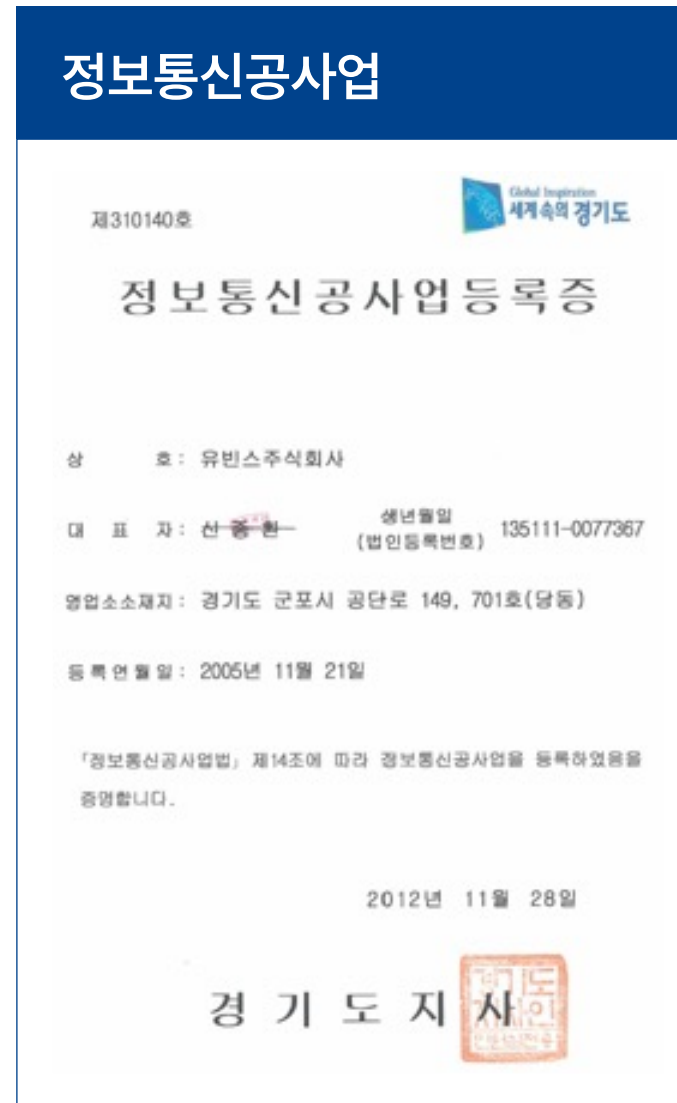 정보통신공사업
제310140호
Global Inspiration
세계속의 경기도
정보통신공사업등록증
상 호 : 유빈스주식회사
대 표 자 : 신종원 생년월일 (법인등록번호) 135111-0077367
영업소소재지 : 경기도 군포시 공단로 149, 701호(당동)
등록연월일 : 2005년 11월 21일
「정보통신공사업법」 제14조에 따라 정보통신공사업을 등록하였음을
증명합니다.
2012년 11월 28일
경기도지사